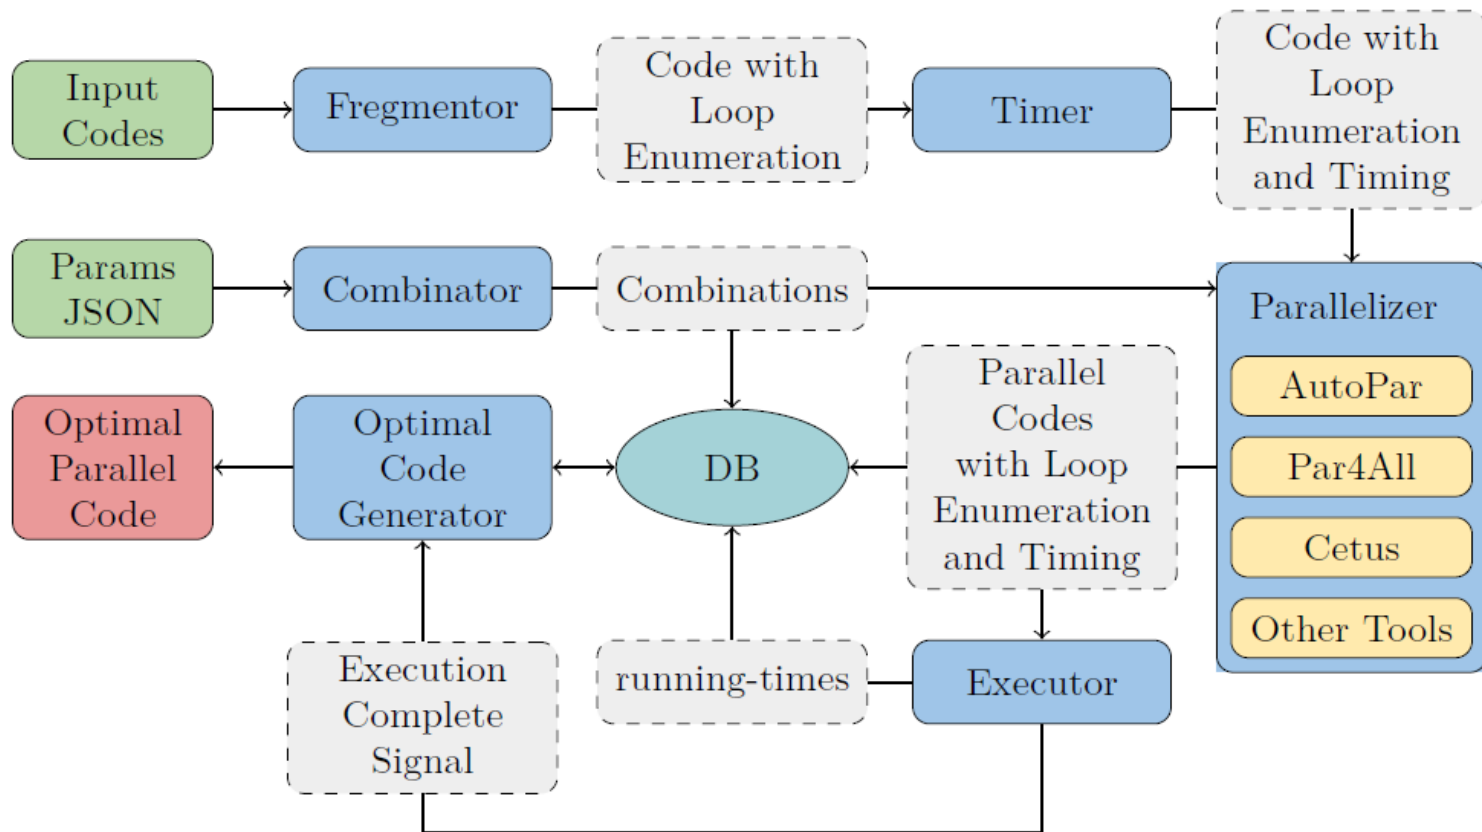 Input
Codes
Fregmentor
Code with
Loop
Enumeration
Timer
Code with
Loop
Enumeration
and Timing
Params
JSON
Combinator
Combinations
Parallelizer
AutoPar
Par4All
Cetus
Other Tools
Optimal
Parallel
Code
Optimal
Code
Generator
DB
Parallel
Codes
with Loop
Enumeration
and Timing
Execution
Complete
Signal
running-times
Executor